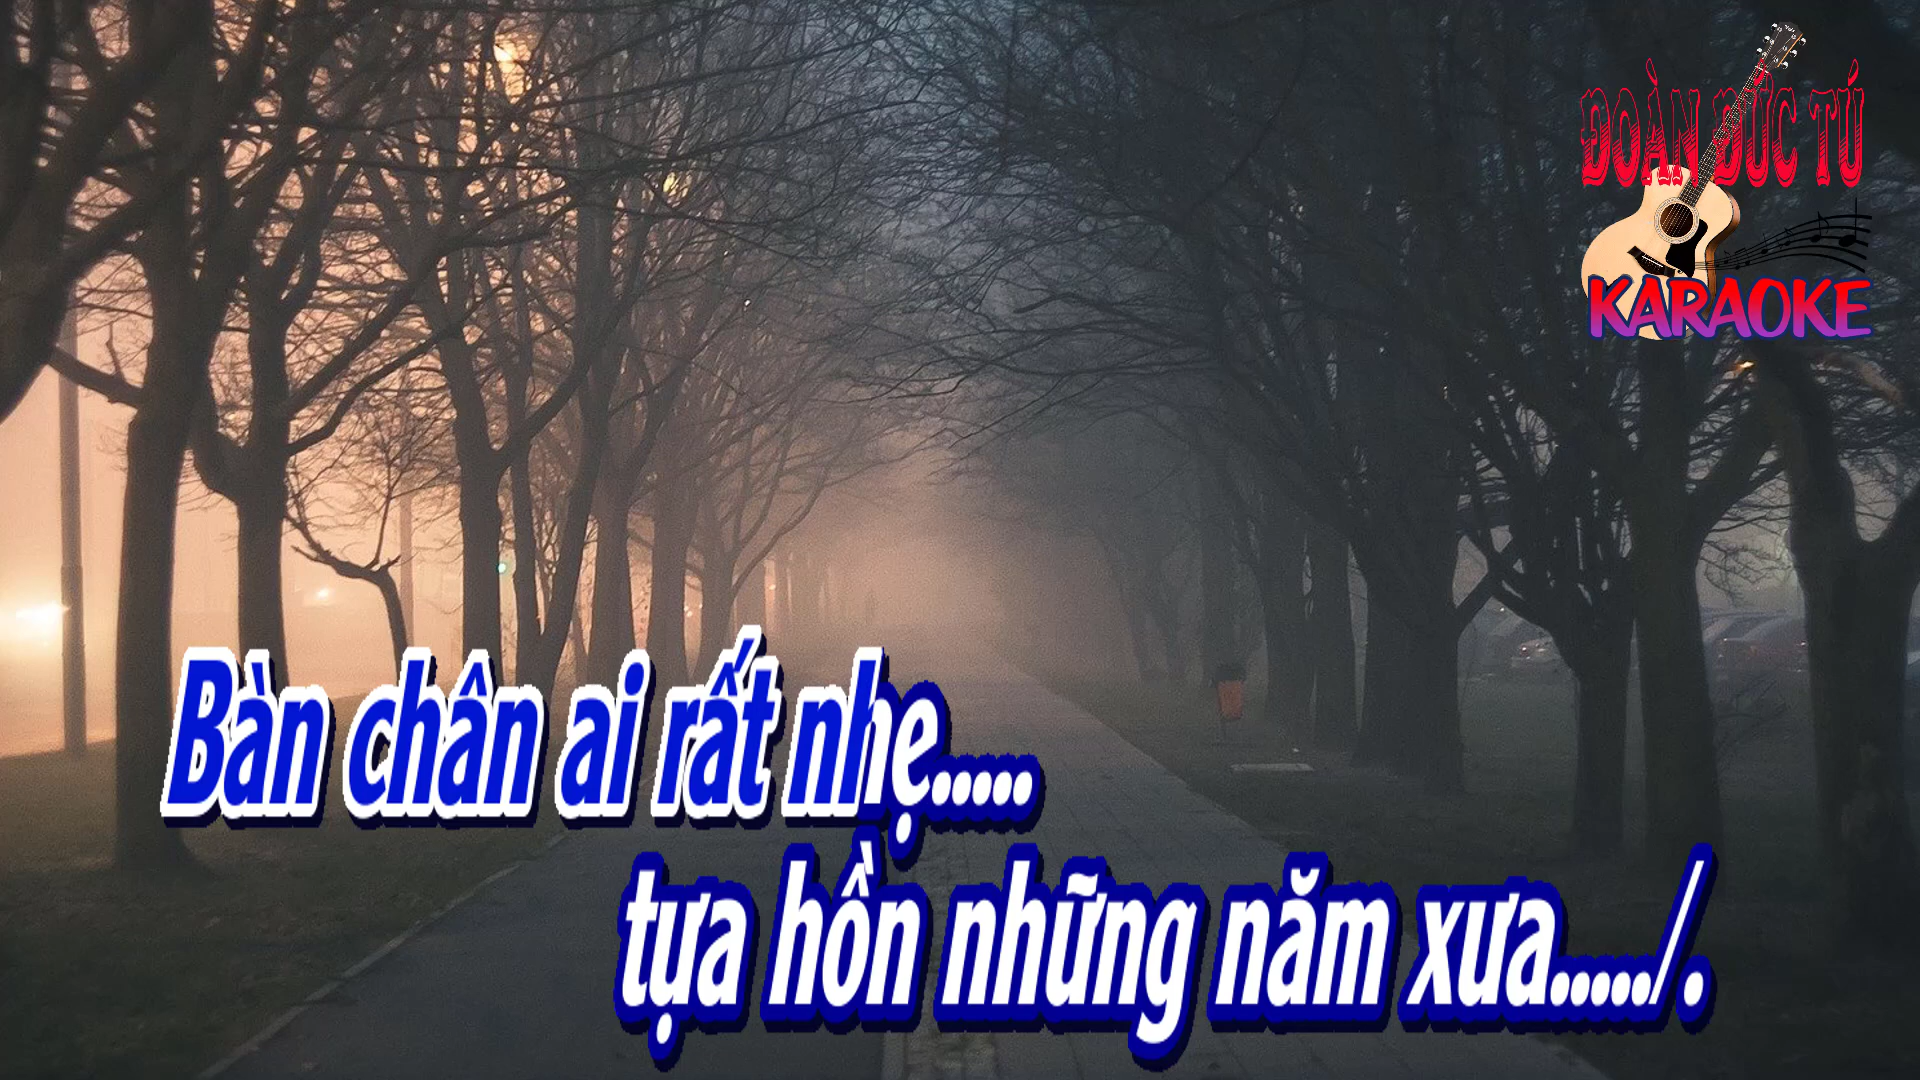 ĐOÀN ĐỨC TÚ
KARAOKE
Bàn chân ai rất nhẹ.....
tựa hồn những năm xưa...../.